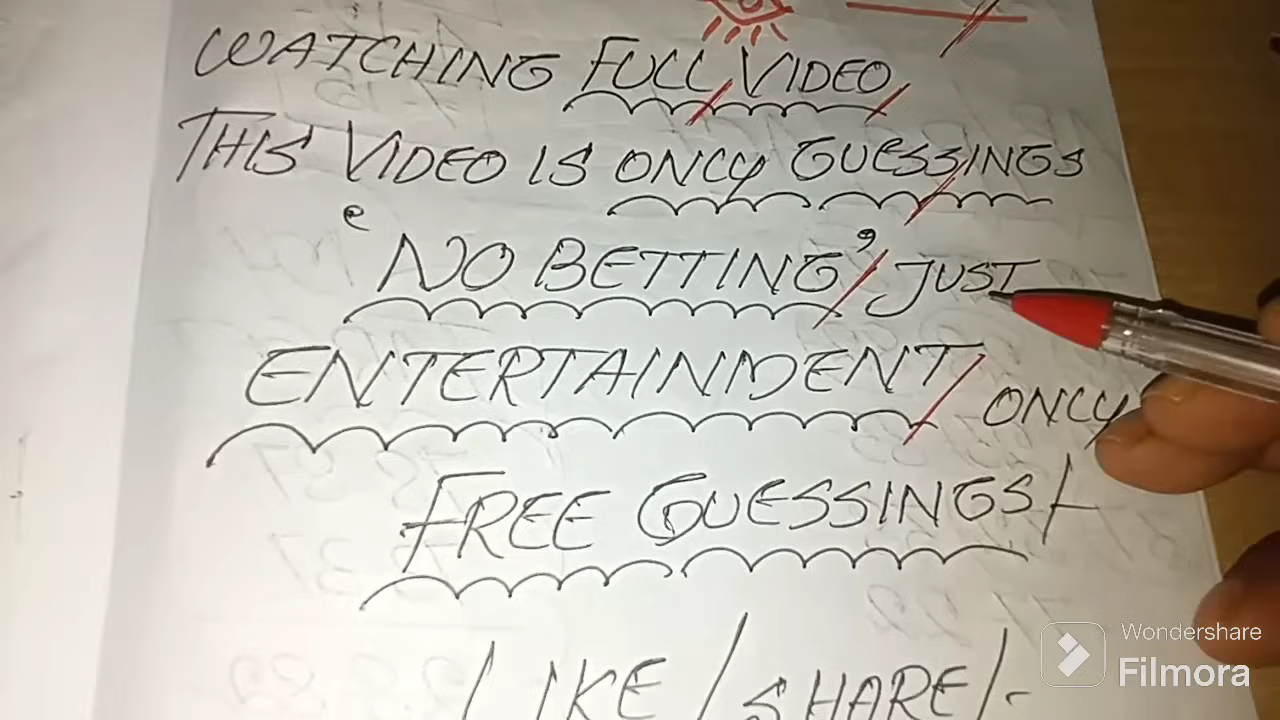 WATCHING FULL VIDEO,
THIS VIDEO IS ONLY GUESSINGS
"NO BETTING" / JUST
ENTERTAINMENT / ONLY
FREE GUESSINGS /-
LIKE / SHARE /-
Wondershare
Filmora